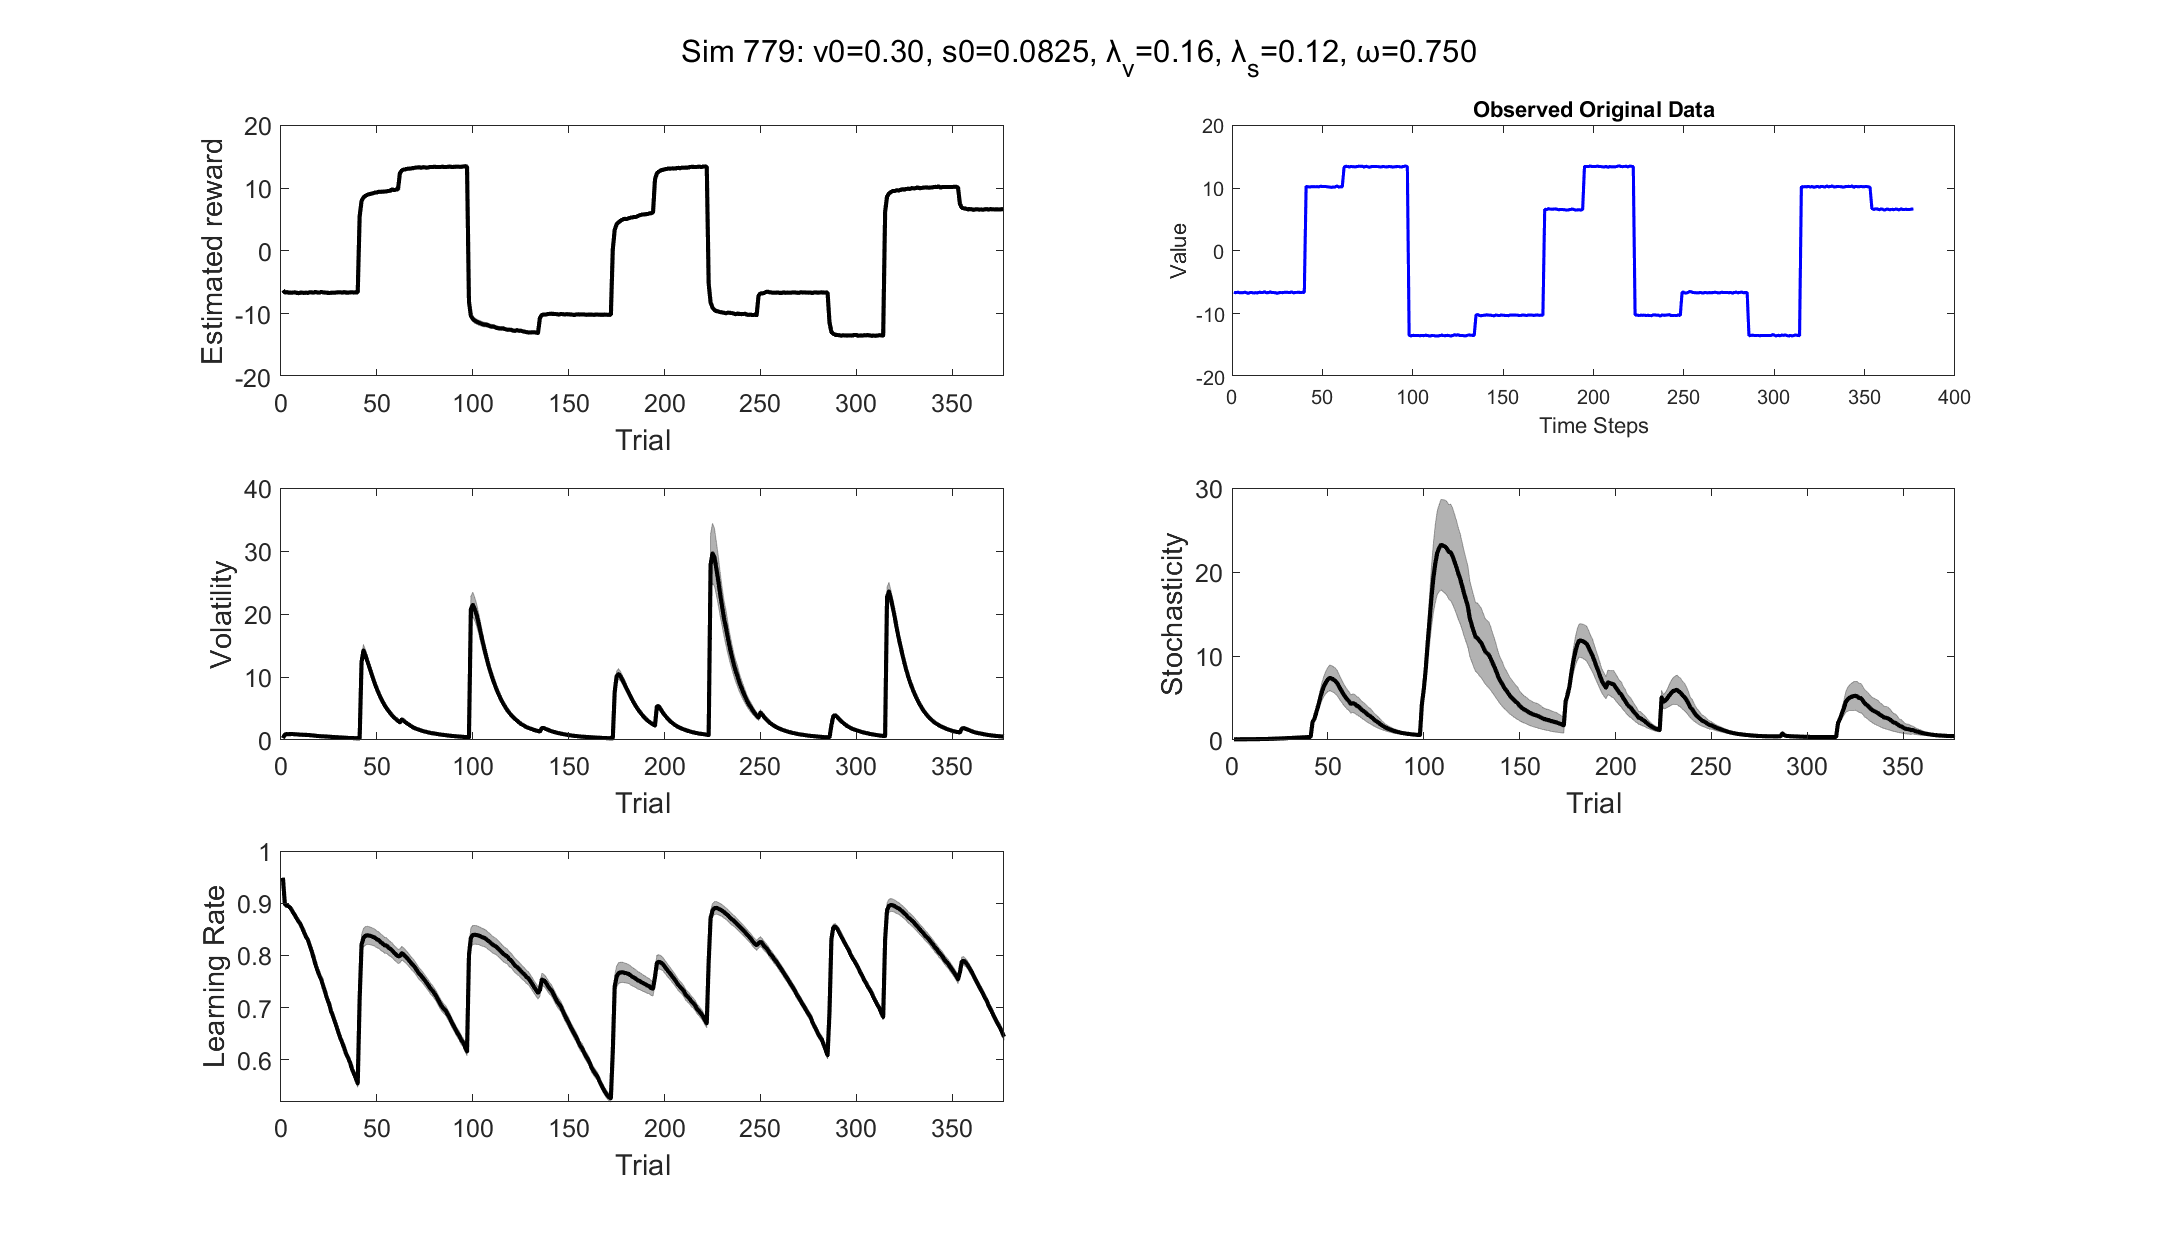 Sim 779: v0=0.30, s0=0.0825, λv=0.16, λs=0.12, ω=0.750
Estimated reward
20
10
0
-10
-20
0 50 100 150 200 250 300 350
Trial
Observed Original Data
Value
20
10
0
-10
-20
0 50 100 150 200 250 300 350 400
Time Steps
Volatility
40
30
20
10
0
0 50 100 150 200 250 300 350
Trial
Stochasticity
30
20
10
0
0 50 100 150 200 250 300 350
Trial
Learning Rate
1
0.9
0.8
0.7
0.6
0 50 100 150 200 250 300 350
Trial